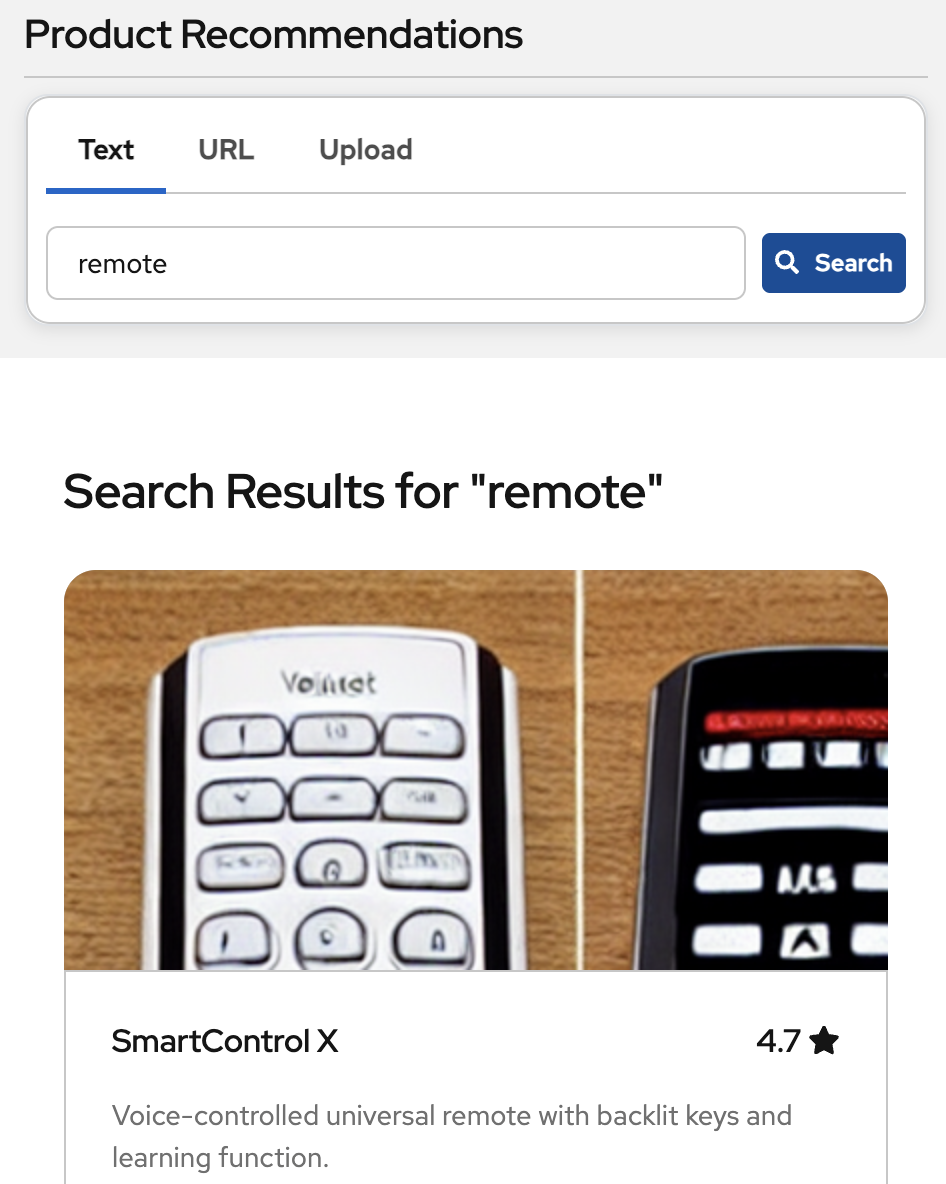 Product Recommendations
Text URL Upload
remote
Search
Search Results for "remote"
SmartControl X
4.7
Voice-controlled universal remote with backlit keys and
learning function.